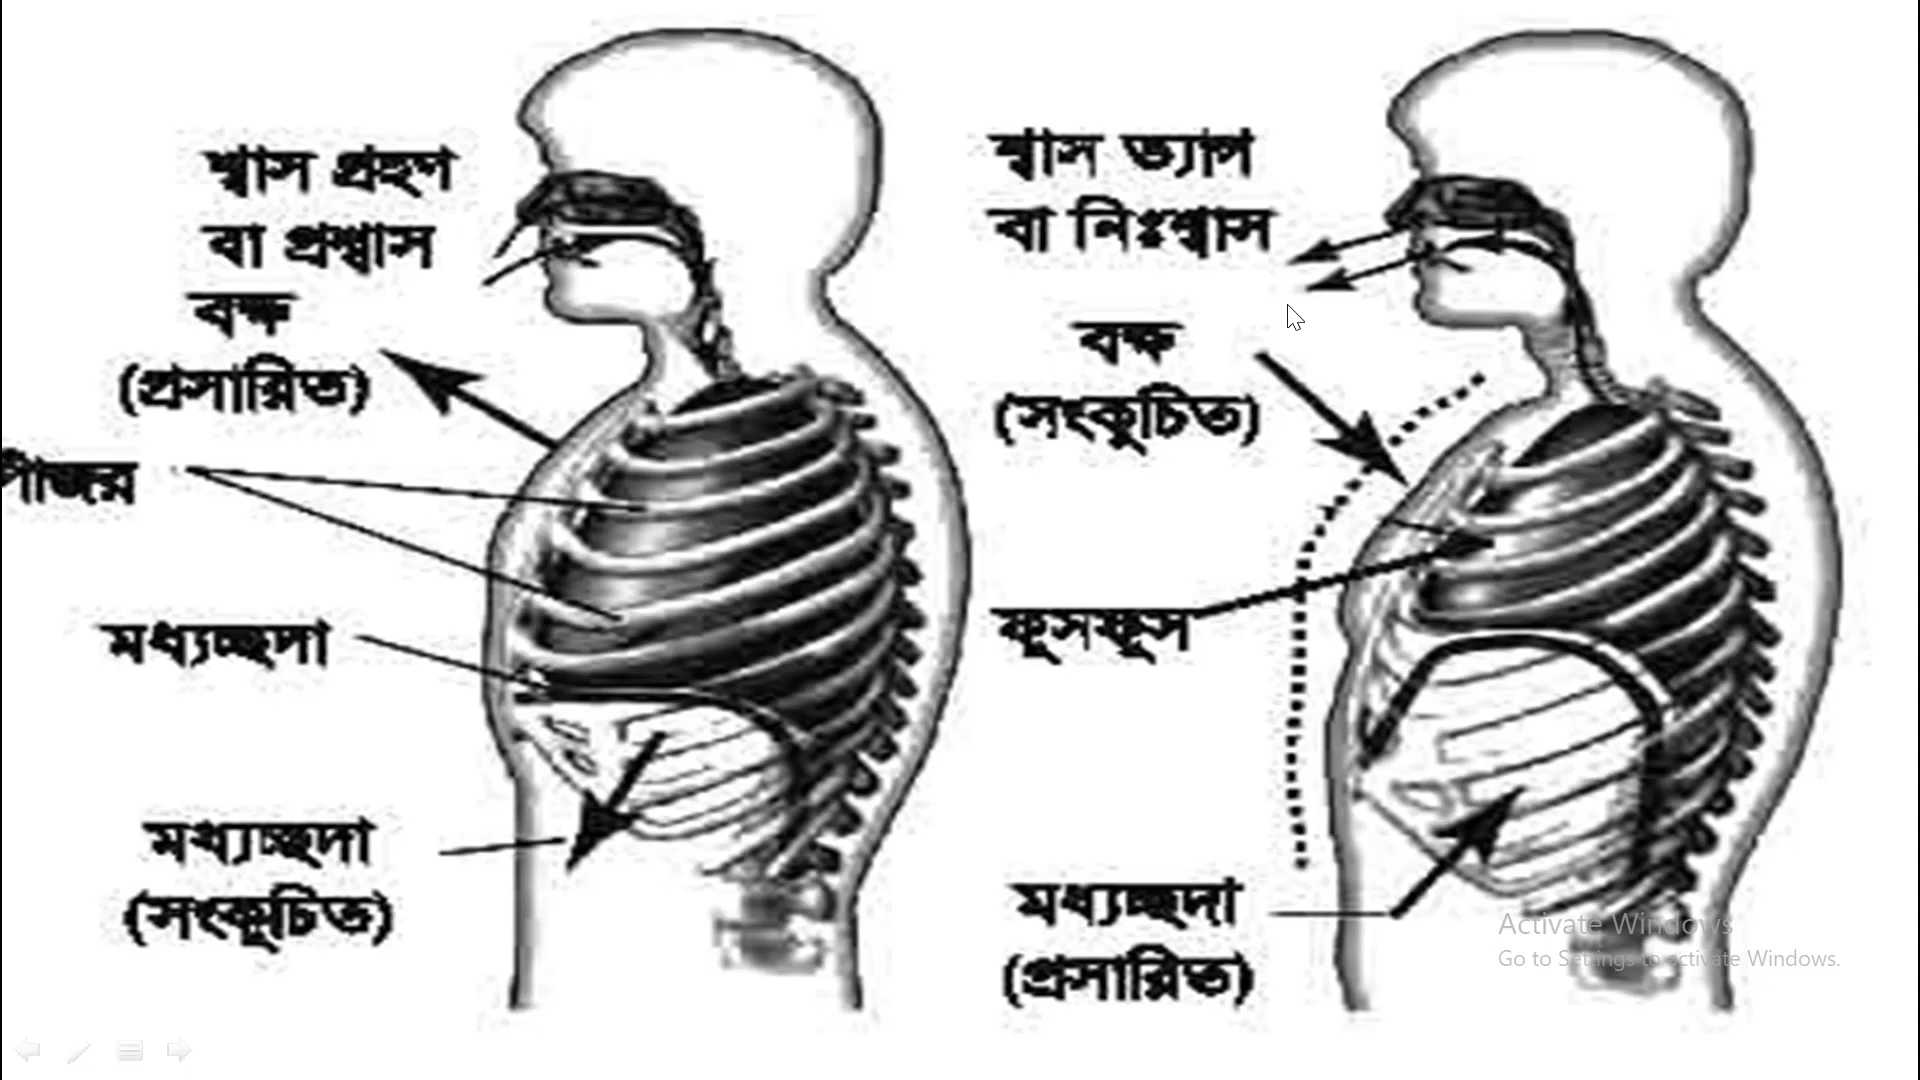 শ্বাস গ্রহণ
বা প্রশ্বাস
বক্ষ
(প্রসারিত)
পাঁজর
মধ্যচ্ছদা
মধ্যচ্ছদা
(সংকুচিত)
শ্বাস ত্যাগ
বা নিঃশ্বাস
বক্ষ
(সংকুচিত)
ফুসফুস
মধ্যচ্ছদা
(প্রসারিত)
Activate Windows
Go to Settings to activate Windows.